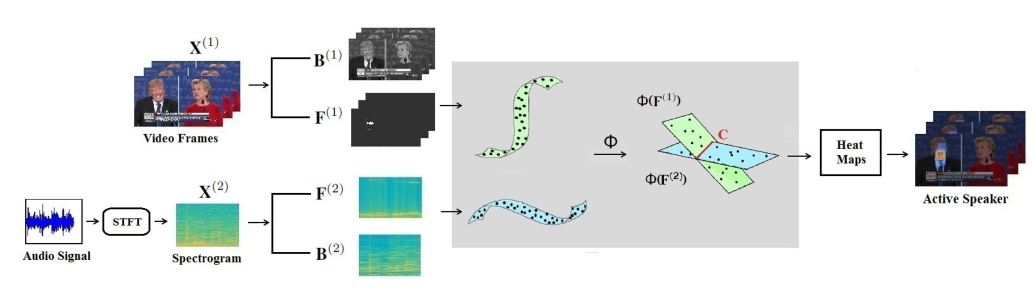 X(1)
Video Frames
B(1)
F(1)
Audio Signal
STFT
X(2)
Spectrogram
F(2)
B(2)
Φ
Φ(F(1))
C
Φ(F(2))
Heat
Maps
Active Speaker